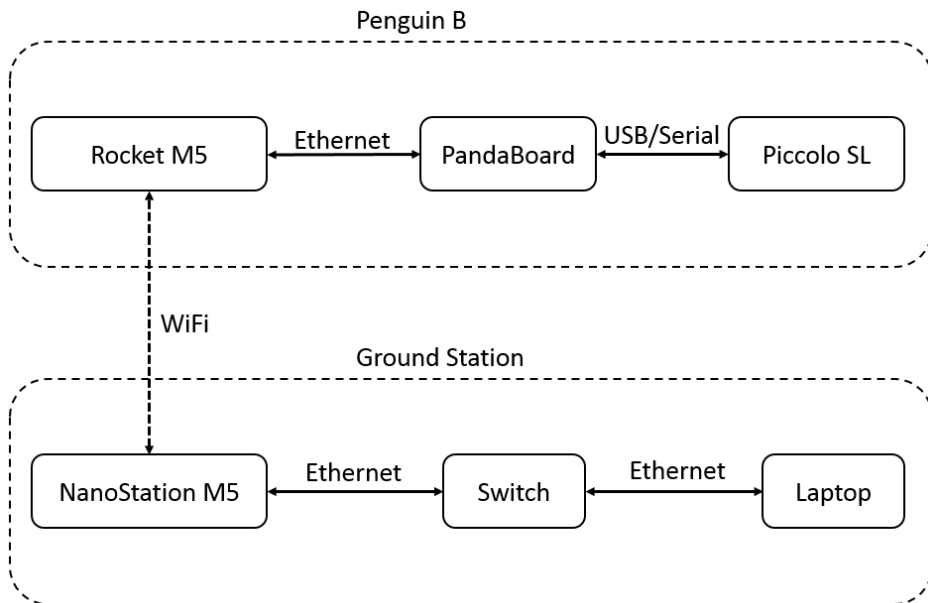 Penguin B
Rocket M5
Ethernet
PandaBoard
USB/Serial
Piccolo SL
WiFi
Ground Station
NanoStation M5
Ethernet
Switch
Ethernet
Laptop